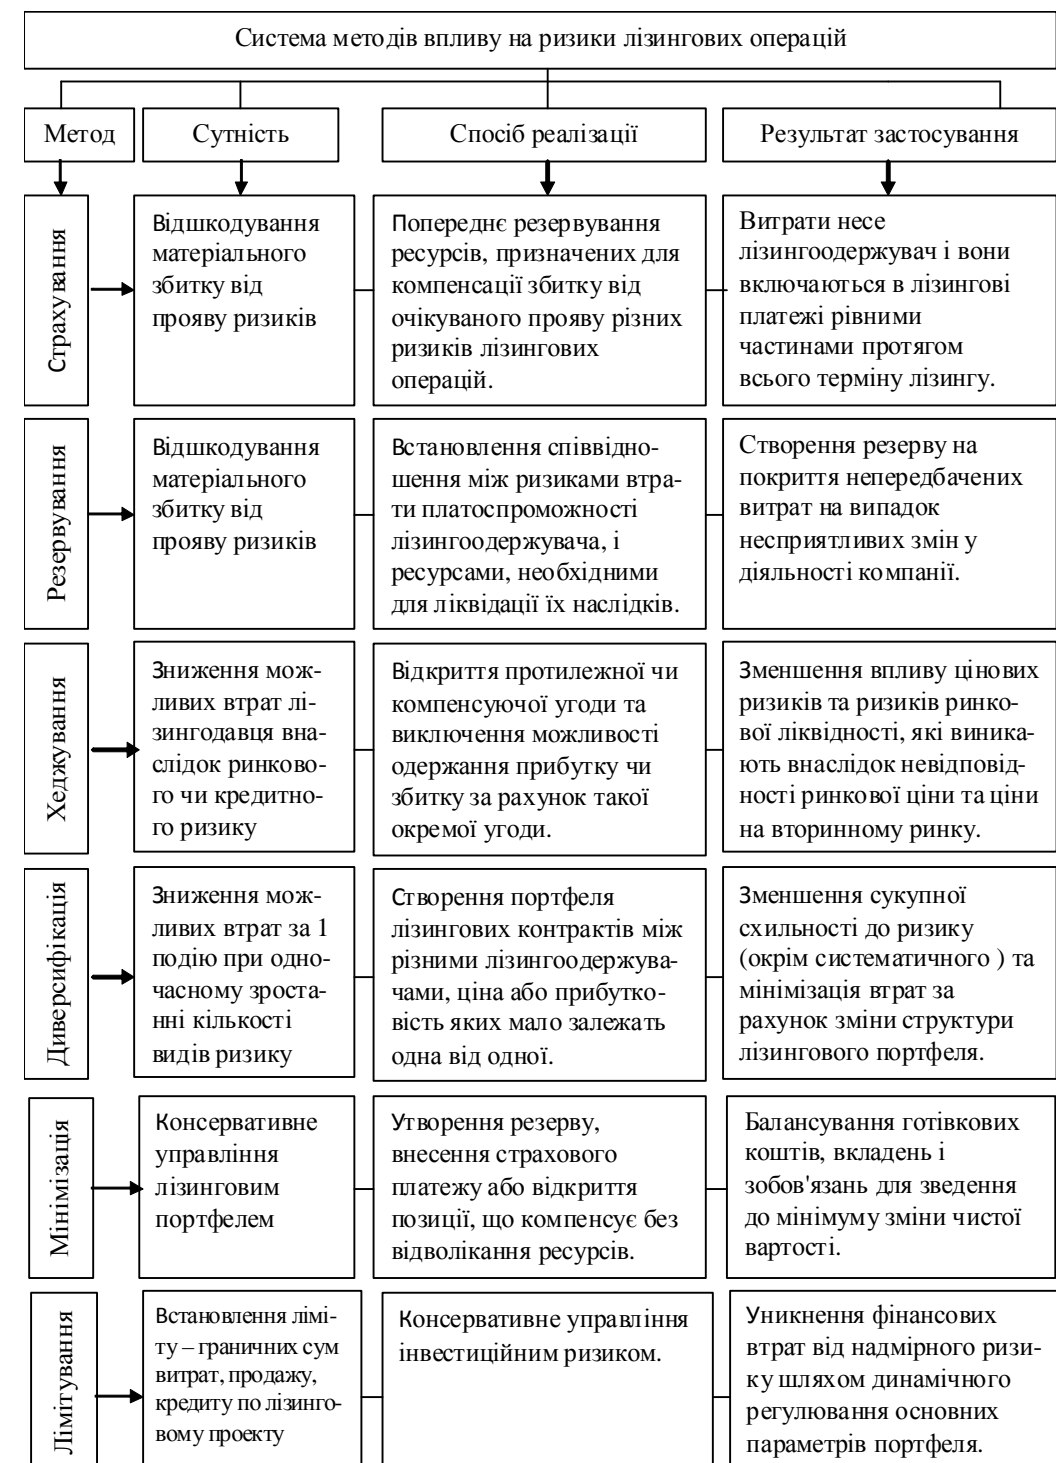 Система методів впливу на ризики лізингових операцій
Метод
Сутність
Спосіб реалізації
Результат застосування
Страхування
Відшкодування
матеріального
збитку від
прояву ризиків
Попереднє резервування
ресурсів, призначених для
компенсації збитку від
очікуваного прояву різних
ризиків лізингових
операцій.
Витрати несе
лізингоодержувач і вони
включаються в лізингові
платежі рівними
частинами протягом
всього терміну лізингу.
Резервування
Відшкодування
матеріального
збитку від
прояву ризиків
Встановлення співвідно-
шення між ризиками втра-
ти платоспроможності
лізингоодержувача, і
ресурсами, необхідними
для ліквідації їх наслідків.
Створення резерву на
покриття непередбачених
витрат на випадок
несприятливих змін у
діяльності компанії.
Хеджування
Зниження мож-
ливих втрат лі-
зингодавця вна-
слідок ринково-
го чи кредитно-
го ризику
Відкриття протилежної чи
компенсуючої угоди та
виключення можливості
одержання прибутку чи
збитку за рахунок такої
окремої угоди.
Зменшення впливу цінових
ризиків та ризиків ринко-
вої ліквідності, які виника-
ють внаслідок невідповід-
ності ринкової ціни та ціни
на вторинному ринку.
Диверсифікація
Зниження мож-
ливих втрат за 1
подію при одно-
часному зроста-
нні кількості
видів ризику
Створення портфеля
лізингових контрактів між
різними лізингоодержува-
чами, ціна або прибутко-
вість яких мало залежать
одна від одної.
Зменшення сукупної
схильності до ризику
(окрім систематичного ) та
мінімізація втрат за
рахунок зміни структури
лізингового портфеля.
Мінімізація
Консервативне
управління
лізинговим
портфелем
Утворення резерву,
внесення страхового
платежу або відкриття
позиції, що компенсує без
відволікання ресурсів.
Балансування готівкових
коштів, вкладень і
зобов'язань для зведення
до мінімуму зміни чистої
вартості.
Лімітування
Встановлення лімі-
ту – граничних сум
витрат, продажу,
кредиту по лізинго-
вому проекту
Консервативне управління
інвестиційним ризиком.
Уникнення фінансових
втрат від надмірного ризи-
ку шляхом динамічного
регулювання основних
параметрів портфеля.